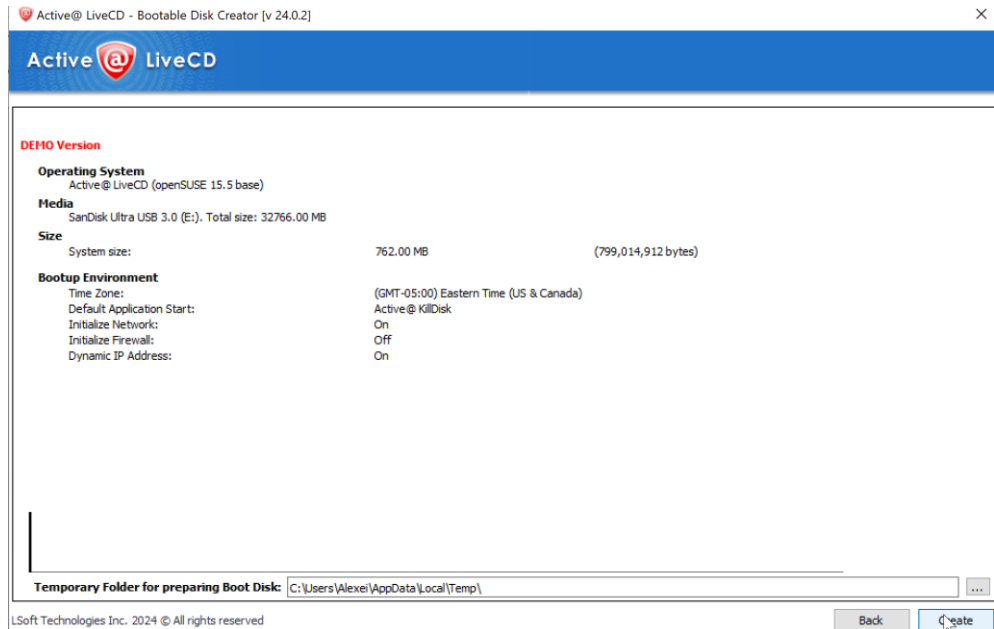 Active@ LiveCD - Bootable Disk Creator [v 24.0.2]
Active@ LiveCD
DEMO Version
Operating System
Active@ LiveCD (openSUSE 15.5 base)
Media
SanDisk Ultra USB 3.0 (E:). Total size: 32766.00 MB
Size
System size: 762.00 MB (799,014,912 bytes)
Bootup Environment
Time Zone: (GMT-05:00) Eastern Time (US & Canada)
Default Application Start: Active@ KillDisk
Initialize Network: On
Initialize Firewall: Off
Dynamic IP Address: On
Temporary Folder for preparing Boot Disk: C:\Users\Alexei\AppData\Local\Temp\ ...
LSoft Technologies Inc. 2024 © All rights reserved Back Create